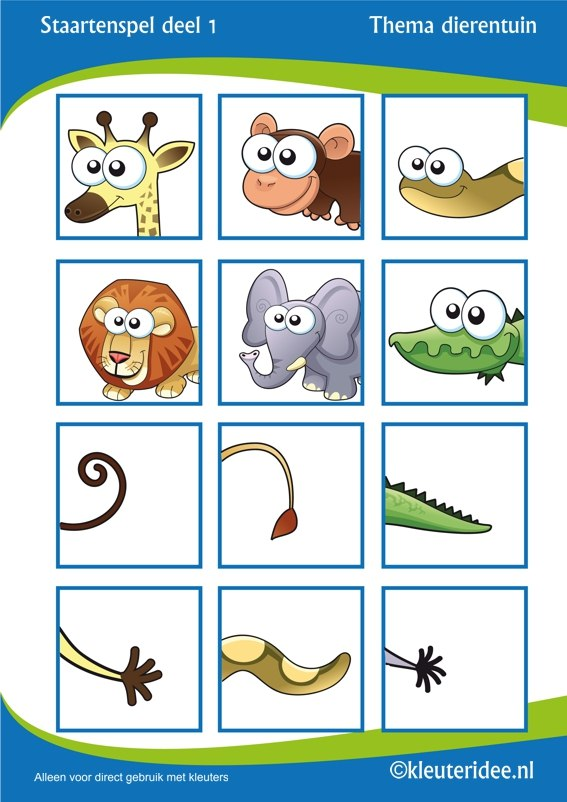 Staartenspel deel 1
Thema dierentuin
Alleen voor direct gebruik met kleuters
©kleuteridee.nl